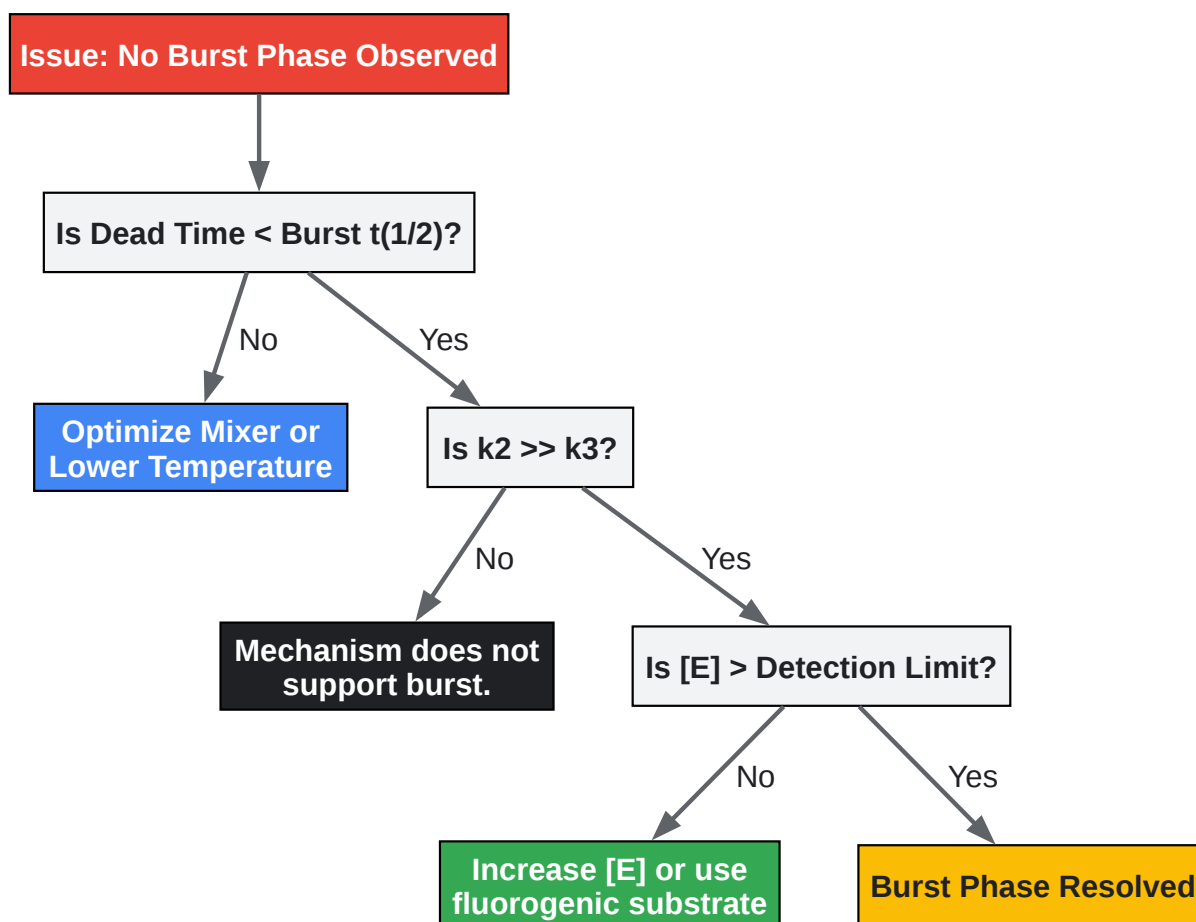 Issue: No Burst Phase Observed
Is Dead Time < Burst t(1/2)?
No
Yes
Optimize Mixer or
Lower Temperature
Is k2 >> k3?
No
Yes
Mechanism does not
support burst.
Is [E] > Detection Limit?
No
Yes
Increase [E] or use
fluorogenic substrate
Burst Phase Resolved